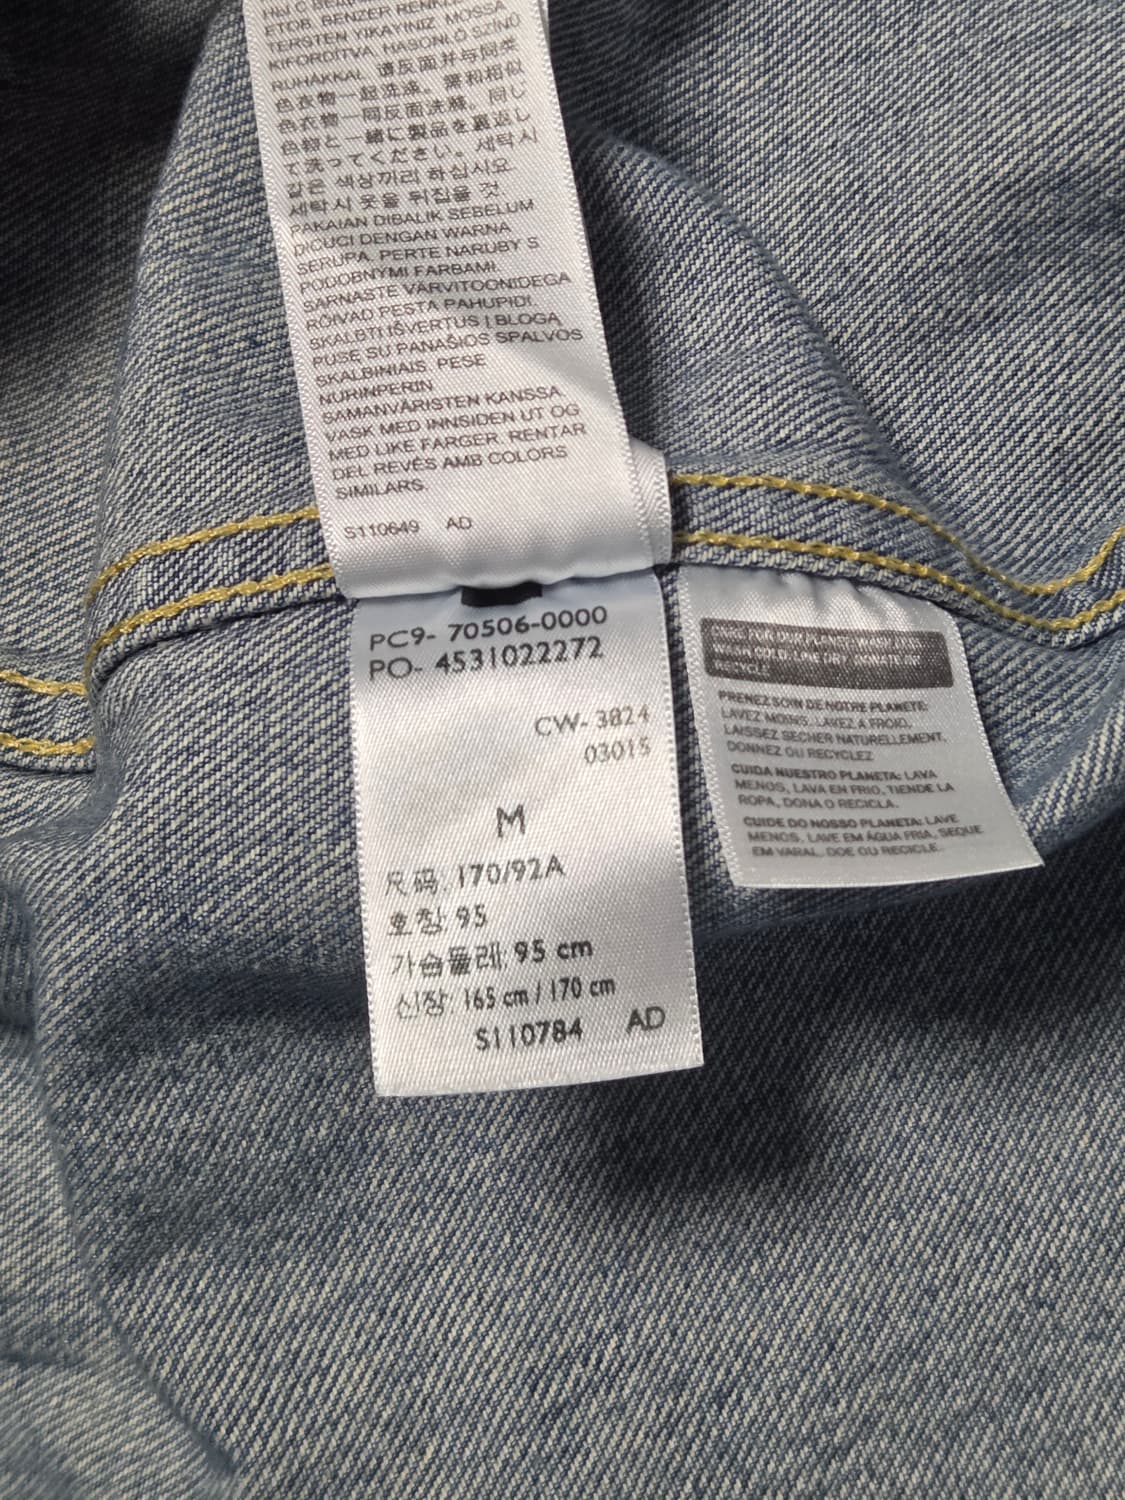 ETOB. BENZER RENK
TERSTEN YIKAYINIZ. MOSSA
KIFORDÍTVA, HASONLÓ SZÍNŰ
RUHÁKKAL. 请反面并与同类
色衣物一起洗涤。請和相似
色衣物一同反面洗滌。同じ
色物と一緒に製品を裏返し
て洗ってください。세탁시
같은 색상끼리 하십시요
세탁시 옷을 뒤집을 것
PAKAIAN DIBALIK SEBELUM
DICUCI DENGAN WARNA
SERUPA. PERTE NARUBY S
PODOBNÝMI FARBAMI.
SARNASTE VÄRVITOONIDEGA
RÕIVAD PESTA PAHUPIDI.
SKALBTI IŠVERTUS Į BLOGĄ
PUSĘ SU PANAŠIOS SPALVOS
SKALBINIAIS. PESE
NURINPERIN
SAMANVÄRISTEN KANSSA.
VASK MED INNSIDEN UT OG
MED LIKE FARGER. RENTAR
DEL REVÉS AMB COLORS
SIMILARS.
S110649 AD
PC9- 70506-0000
PO- 4531022272
CW- 3824
03015
M
尺码: 170/92A
호칭 95
가슴둘레: 95 cm
신장: 165 cm / 170 cm
S110784 AD
PRENEZ SOIN DE NOTRE PLANÈTE:
LAVEZ MOINS, LAVEZ À FROID,
LAISSEZ SÉCHER NATURELLEMENT,
DONNEZ OU RECYCLEZ
CUIDA NUESTRO PLANETA: LAVA
MENOS, LAVA EN FRÍO, TIENDE LA
ROPA, DONA O RECICLA.
CUIDE DO NOSSO PLANETA: LAVE
MENOS, LAVE EM ÁGUA FRIA, SEQUE
EM VARAL, DOE OU RECICLE.